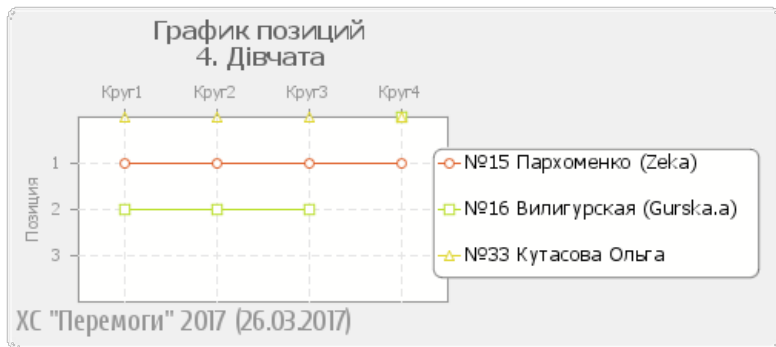 График позиций
4. Дівчата
Круг1 Круг2 Круг3 Круг4
Позиция
1
2
3
№15 Пархоменко (Zeka)
№16 Вилигурская (Gurska.a)
№33 Кутасова Ольга
ХС "Перемоги" 2017 (26.03.2017)